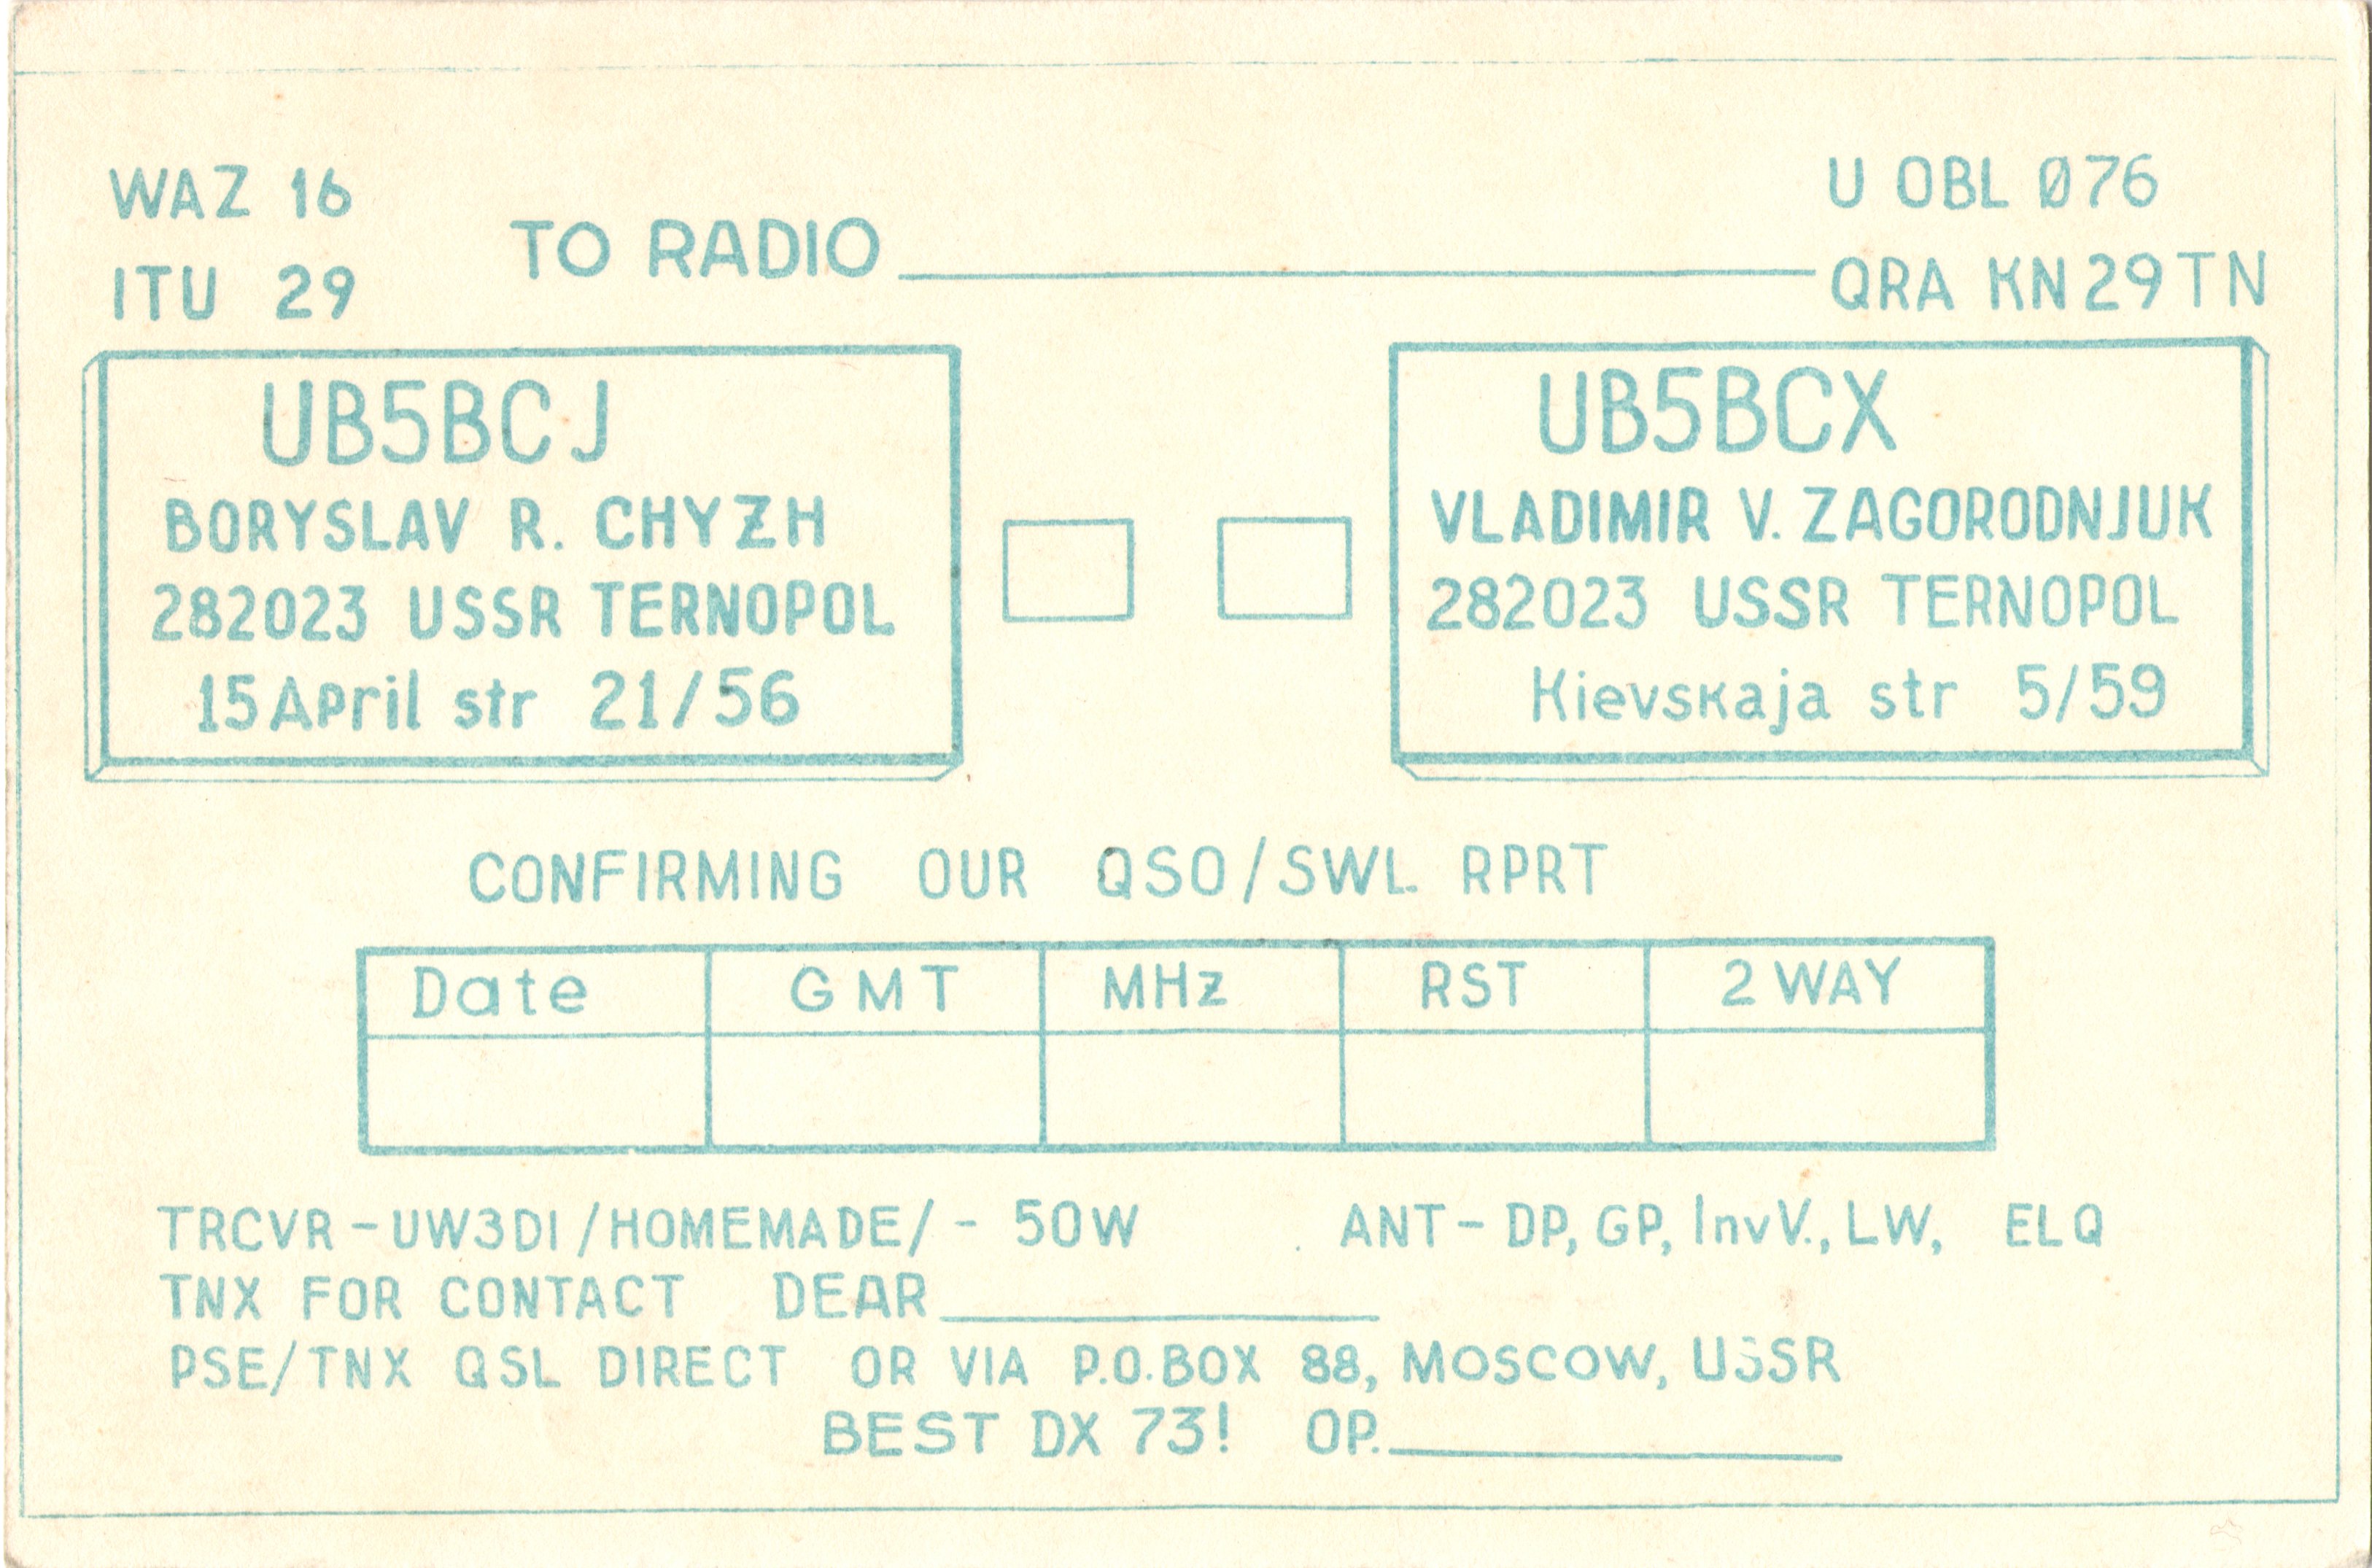 WAZ 16
ITU 29
TO RADIO
U OBL Ø76
QRA KN29TN
UB5BCJ
BORYSLAV R. CHYZH
282023 USSR TERNOPOL
15 April str 21/56
UB5BCX
VLADIMIR V. ZAGORODNJUK
282023 USSR TERNOPOL
Kievskaja str 5/59
CONFIRMING OUR QSO/SWL RPRT
Date GMT MHz RST 2 WAY
TRCVR-UW3DI/HOMEMADE/- 50W ANT- DP, GP, InvV., LW, ELQ
TNX FOR CONTACT DEAR
PSE/TNX QSL DIRECT OR VIA P.O.BOX 88, MOSCOW, USSR
BEST DX 73! OP.